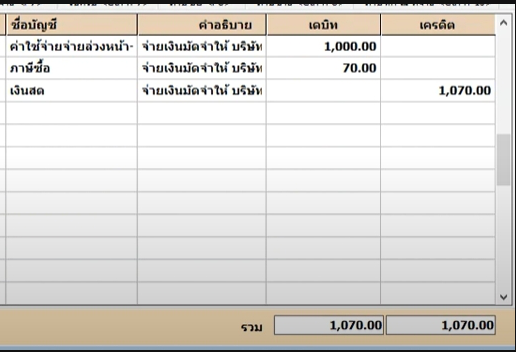 ชื่อบัญชี คำอธิบาย เดบิท เครดิต
ค่าใช้จ่ายจ่ายล่วงหน้า- จ่ายเงินมัดจำให้ บริษัท 1,000.00
ภาษีซื้อ จ่ายเงินมัดจำให้ บริษัท 70.00
เงินสด จ่ายเงินมัดจำให้ บริษัท 1,070.00
รวม 1,070.00 1,070.00